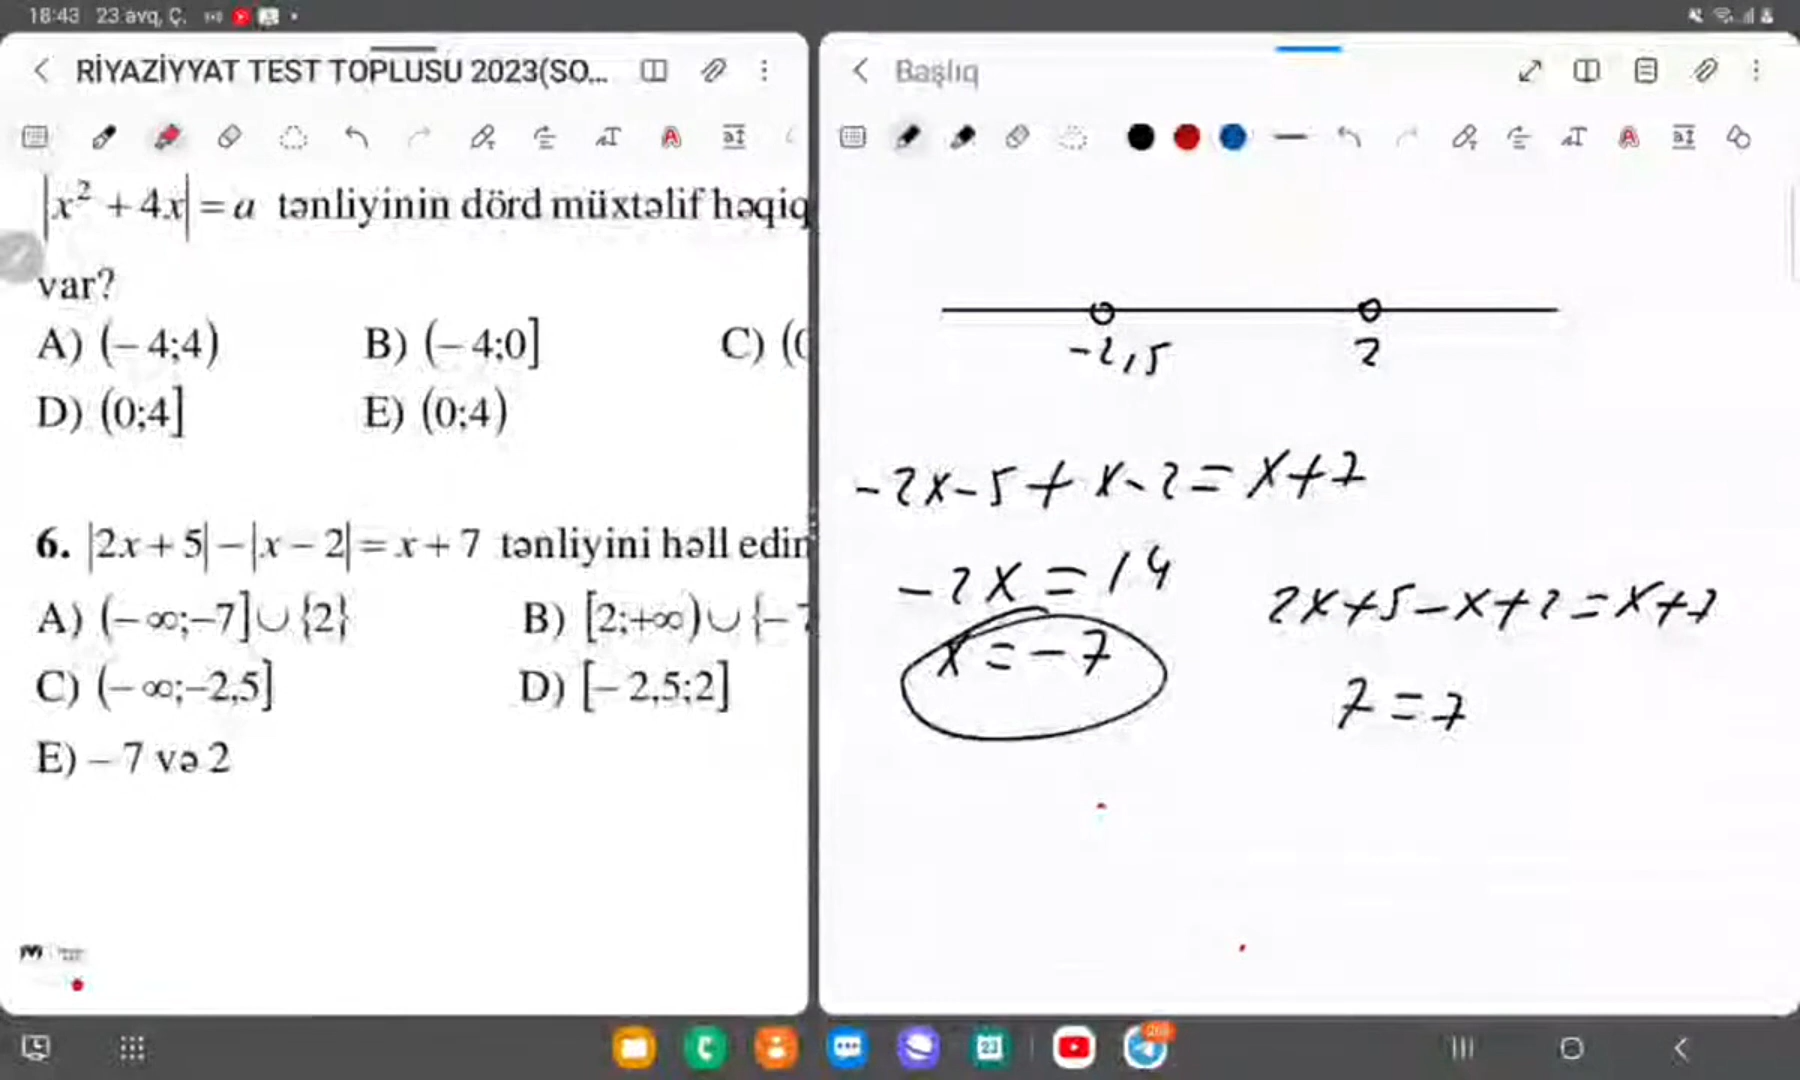 18:43 23 avq, Ç.
RİYAZİYYAT TEST TOPLUSU 2023(SO...
|x² + 4x| = a tənliyinin dörd müxtəlif həqiq
var?
A) (– 4;4) B) (– 4;0] C) (0
D) (0;4] E) (0;4)
6. |2x + 5| – |x – 2| = x + 7 tənliyini həll edin
A) (– ∞;–7] ∪ {2} B) [2;+∞) ∪ {– 7
C) (– ∞;–2,5] D) [– 2,5;2]
E) – 7 və 2
Başlıq
-2,5 2
-2x-5+x-2=x+7
-2x=14
x=-7
2x+5-x+2=x+7
7=7
23